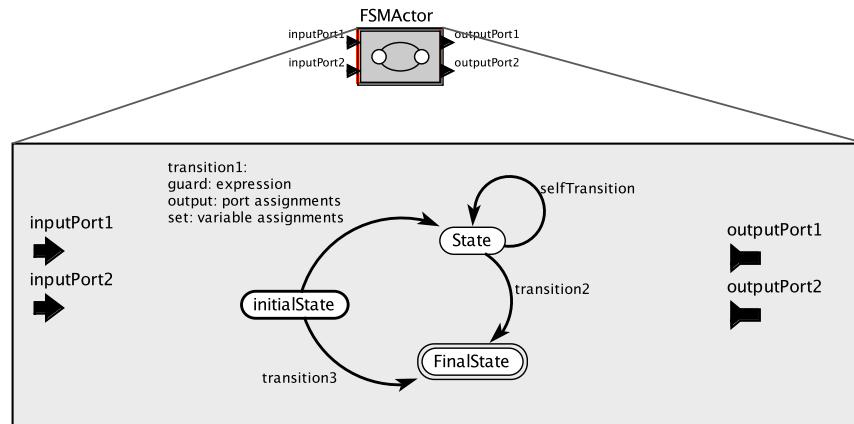 FSMActor
inputPort1
outputPort1
inputPort2
outputPort2
transition1:
guard: expression
output: port assignments
set: variable assignments
selfTransition
inputPort1
State
outputPort1
inputPort2
transition2
outputPort2
initialState
FinalState
transition3